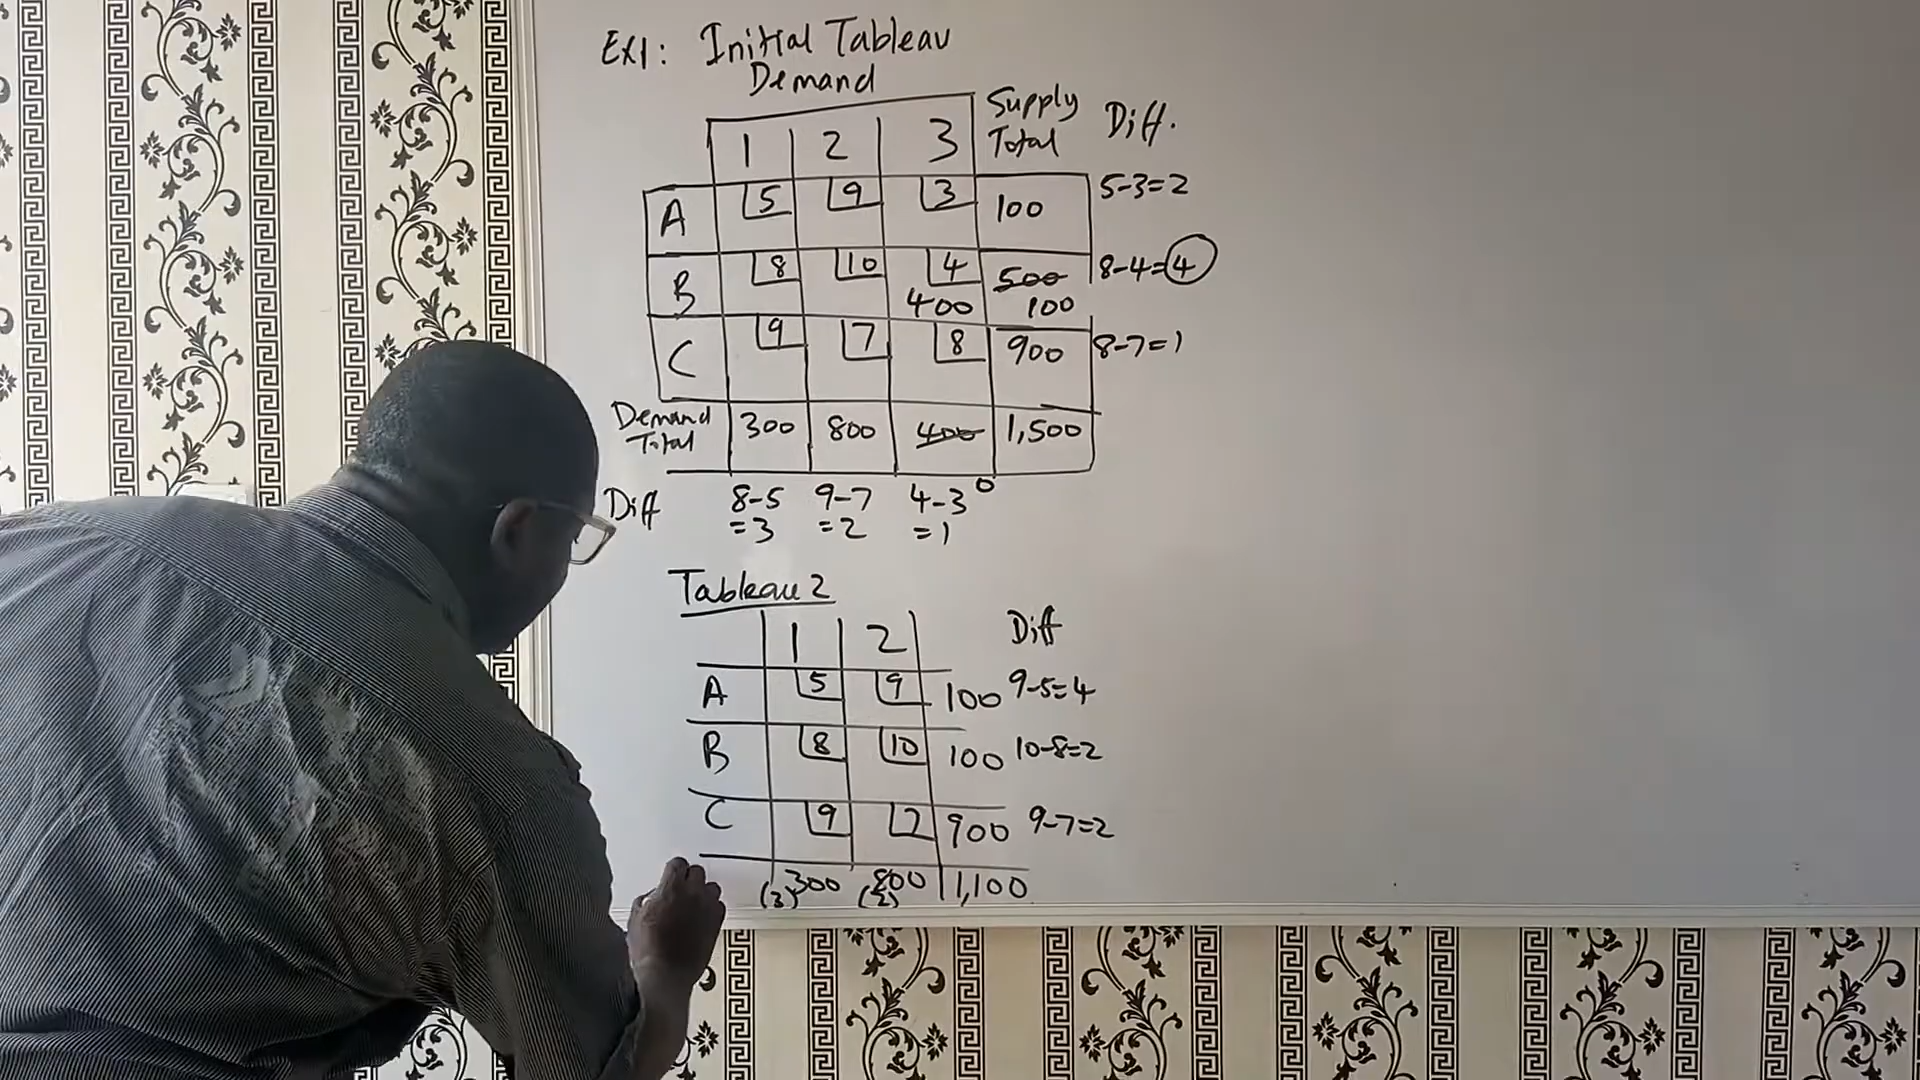 Ex1: Initial Tableau
Demand
1 2 3 Supply Total Diff.
A 5 9 3 100 5-3=2
B 8 10 4 500 8-4=4
400 100
C 9 7 8 900 8-7=1
Demand Total 300 800 400 1,500
0
Diff 8-5 9-7 4-3
=3 =2 =1
Tableau 2
1 2 Diff
A 5 9 100 9-5=4
B 8 10 100 10-8=2
C 9 7 900 9-7=2
300 800 1,100
(3) (2)